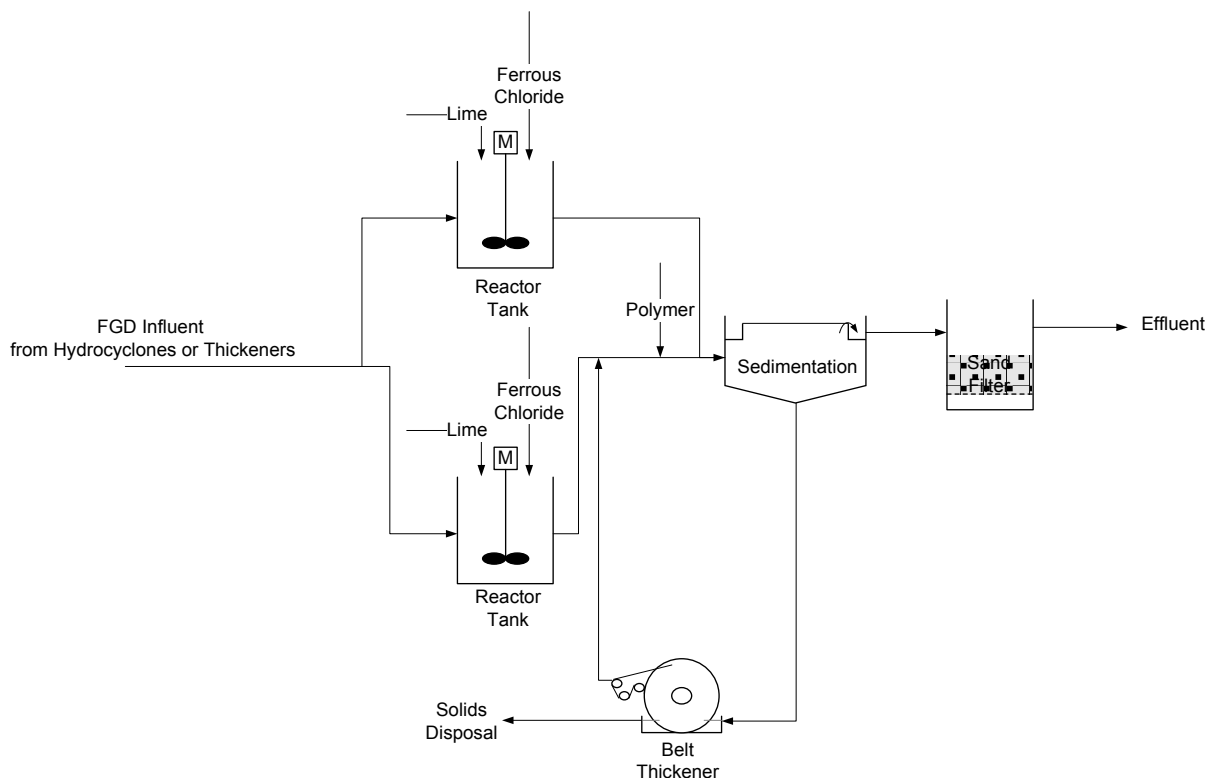 Ferrous
Chloride
Lime
M
Reactor
Tank
FGD Influent
from Hydrocyclones or Thickeners
Polymer
Sedimentation
Sand
Filter
Effluent
Ferrous
Chloride
Lime
M
Reactor
Tank
Solids
Disposal
Belt
Thickener